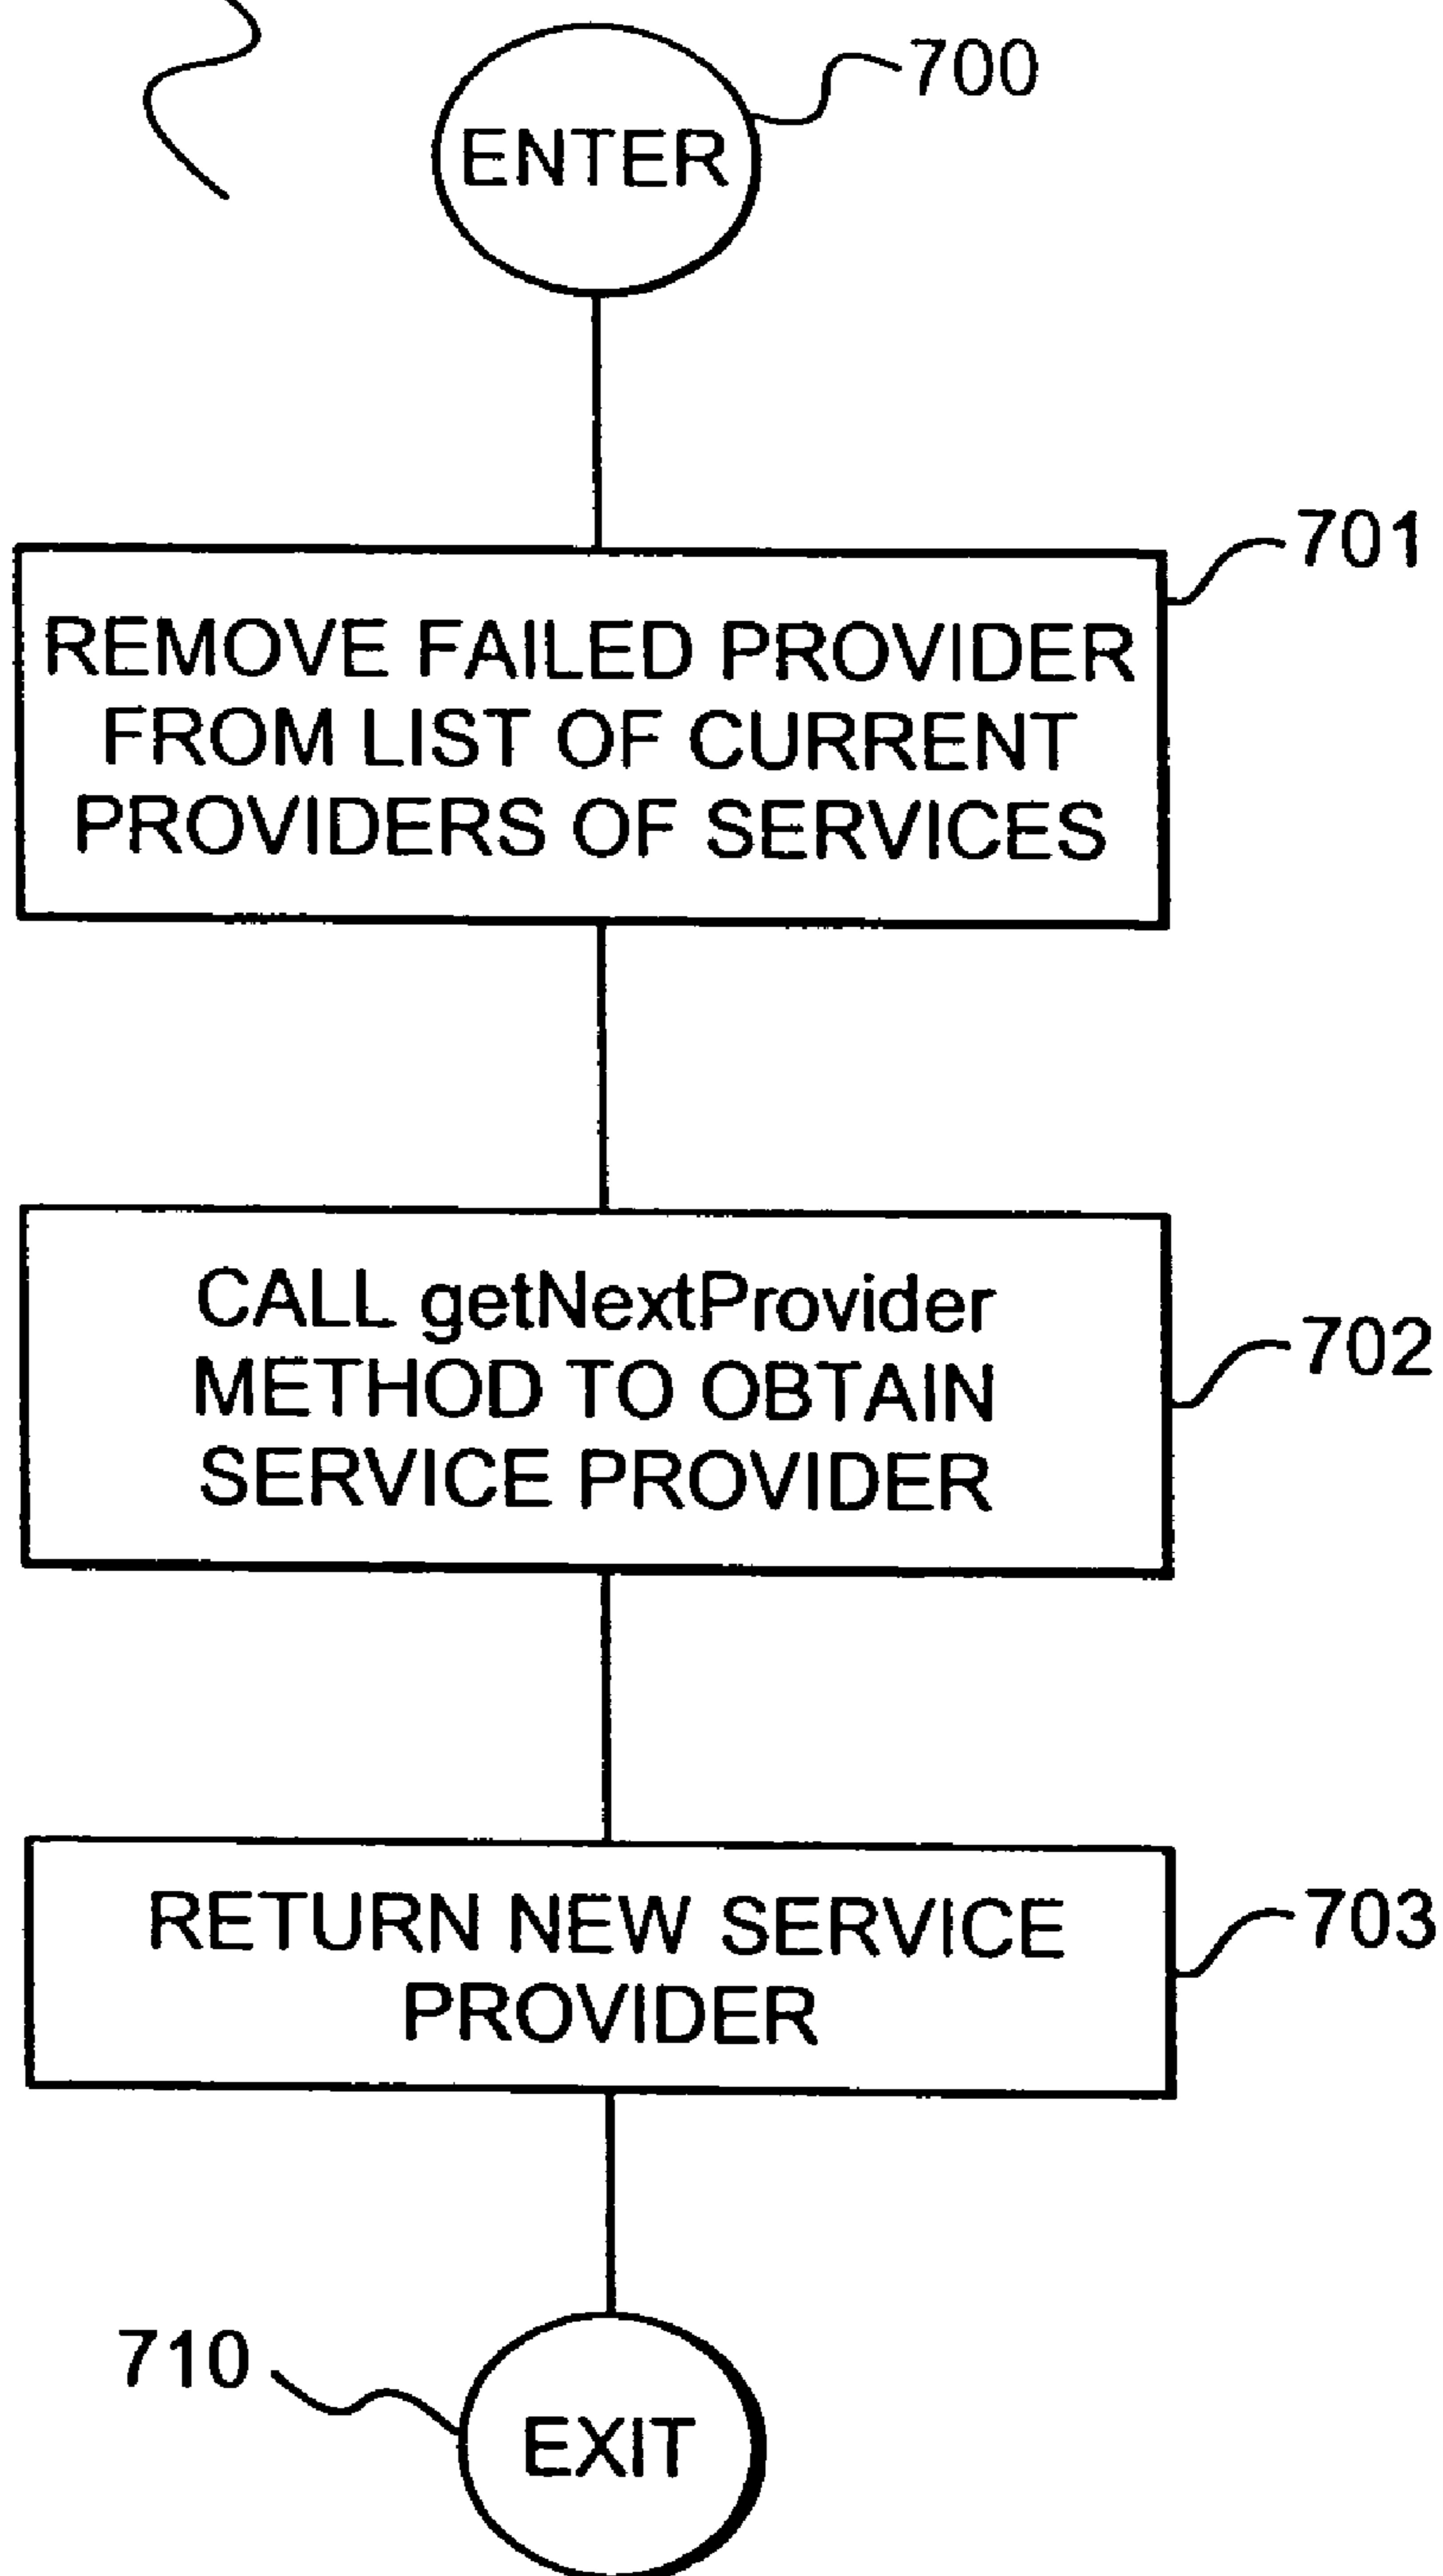 700
ENTER
701
REMOVE FAILED PROVIDER
FROM LIST OF CURRENT
PROVIDERS OF SERVICES
CALL getNextProvider
METHOD TO OBTAIN
SERVICE PROVIDER
702
RETURN NEW SERVICE
PROVIDER
703
710
EXIT